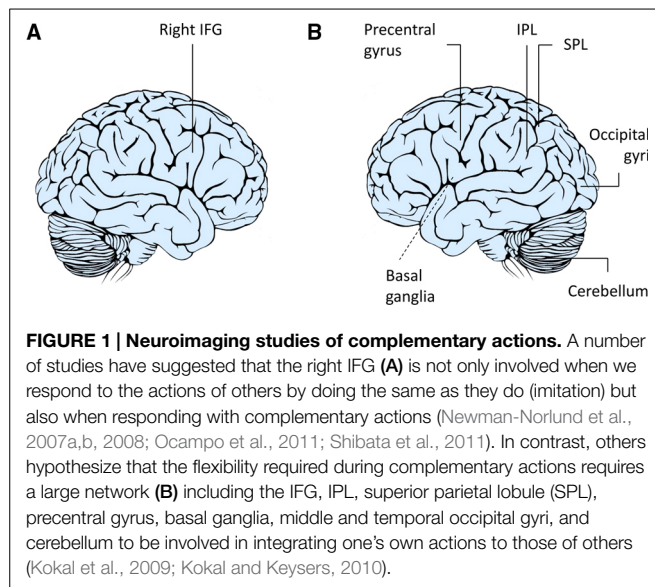 A
Right IFG
B
Precentral
gyrus
IPL
SPL
Occipital
gyri
Basal
ganglia
Cerebellum
FIGURE 1 | Neuroimaging studies of complementary actions. A number
of studies have suggested that the right IFG (A) is not only involved when we
respond to the actions of others by doing the same as they do (imitation) but
also when responding with complementary actions (Newman-Norlund et al.,
2007a,b, 2008; Ocampo et al., 2011; Shibata et al., 2011). In contrast, others
hypothesize that the flexibility required during complementary actions requires
a large network (B) including the IFG, IPL, superior parietal lobule (SPL),
precentral gyrus, basal ganglia, middle and temporal occipital gyri, and
cerebellum to be involved in integrating one's own actions to those of others
(Kokal et al., 2009; Kokal and Keysers, 2010).